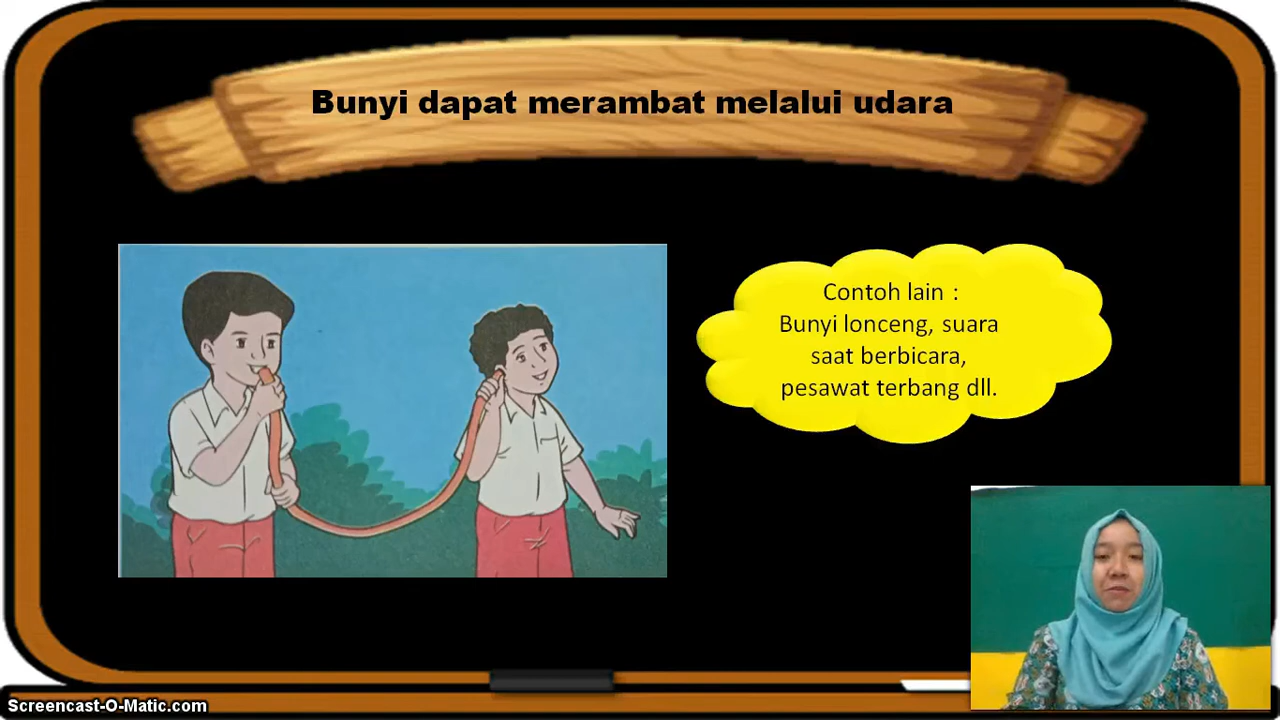 Bunyi dapat merambat melalui udara
Contoh lain :
Bunyi lonceng, suara
saat berbicara,
pesawat terbang dll.
Screencast-O-Matic.com